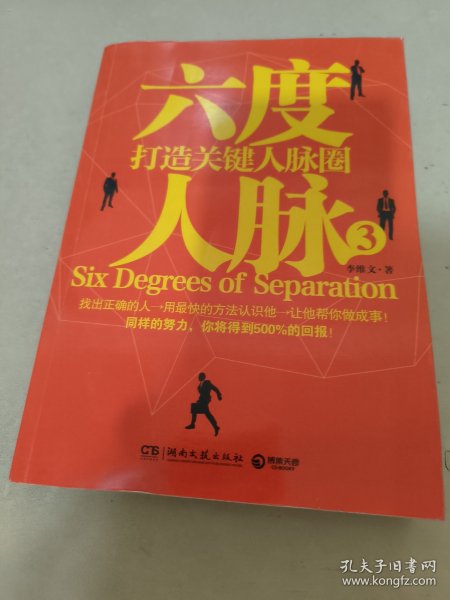 六度
打造关键人脉圈
人脉3
李维文·著
Six Degrees of Separation
找出正确的人→用最快的方法认识他→让他帮你做成事!
同样的努力,你将得到500%的回报!
湖南文艺出版社
博集天卷
CS-BOOKY
孔夫子旧书网
www.kongfz.com